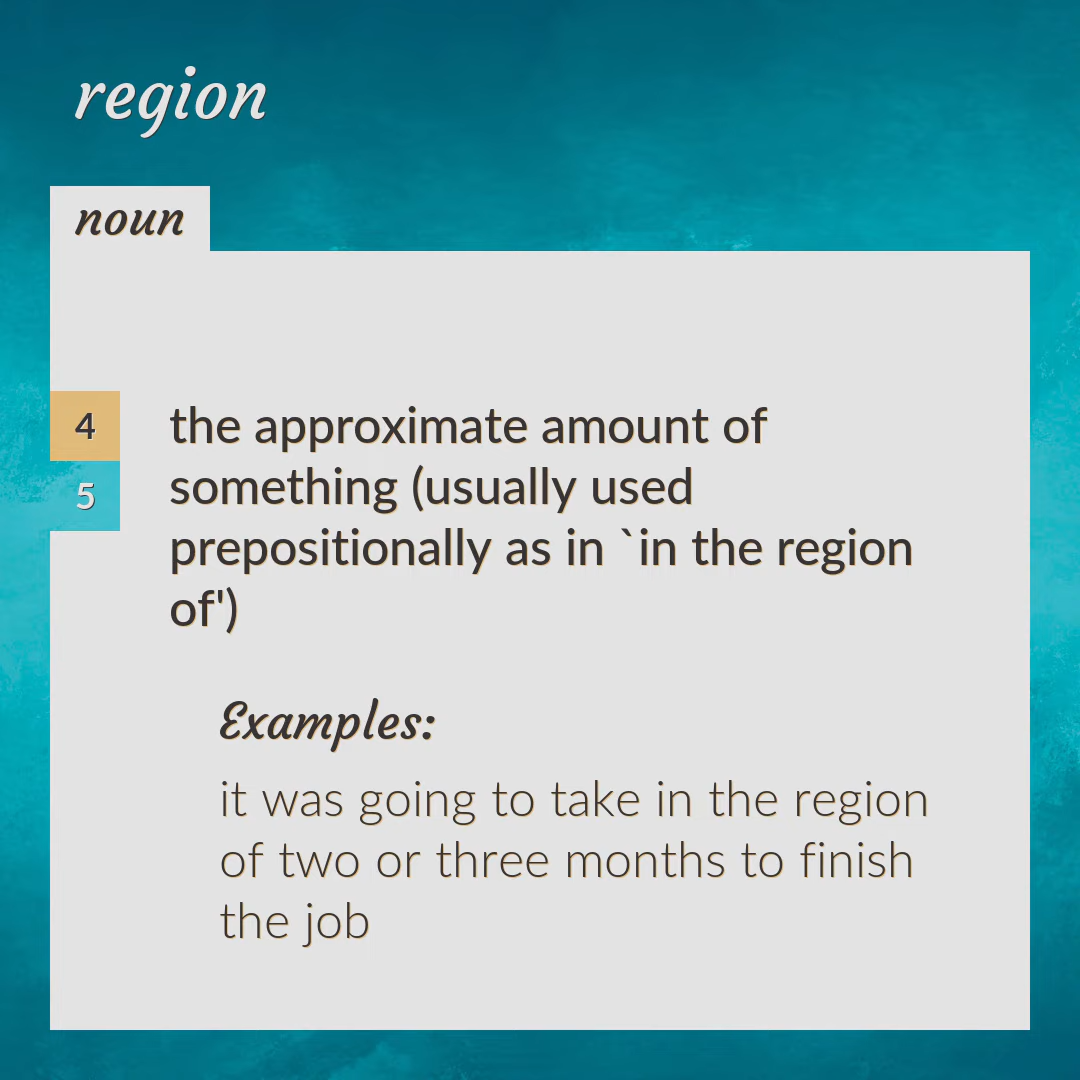 region
noun
4
the approximate amount of
5
something (usually used
prepositionally as in `in the region
of')
Examples:
it was going to take in the region
of two or three months to finish
the job